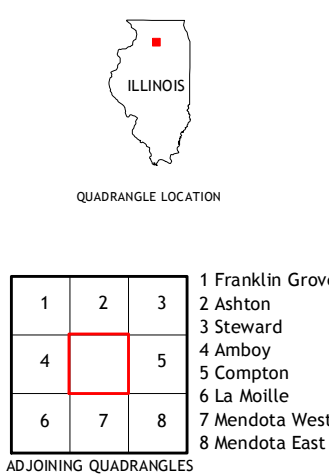 ILLINOIS
QUADRANGLE LOCATION
1 2 3
4 5
6 7 8
1 Franklin Grove
2 Ashton
3 Steward
4 Amboy
5 Compton
6 La Moille
7 Mendota West
8 Mendota East
ADJOINING QUADRANGLES